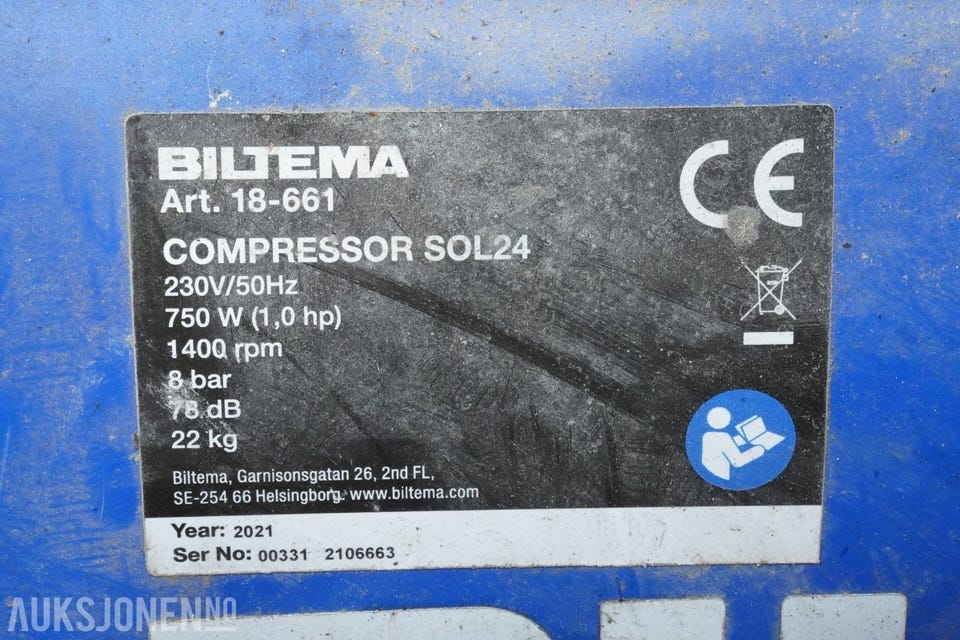 BILTEMA
Art. 18-661
CE
COMPRESSOR SOL24
230V/50Hz
750 W (1,0 hp)
1400 rpm
8 bar
78 dB
22 kg
Biltema, Garnisonsgatan 26, 2nd FL,
SE-254 66 Helsingborg. www.biltema.com
Year: 2021
Ser No: 00331 2106663
AUKSJONEN.NO